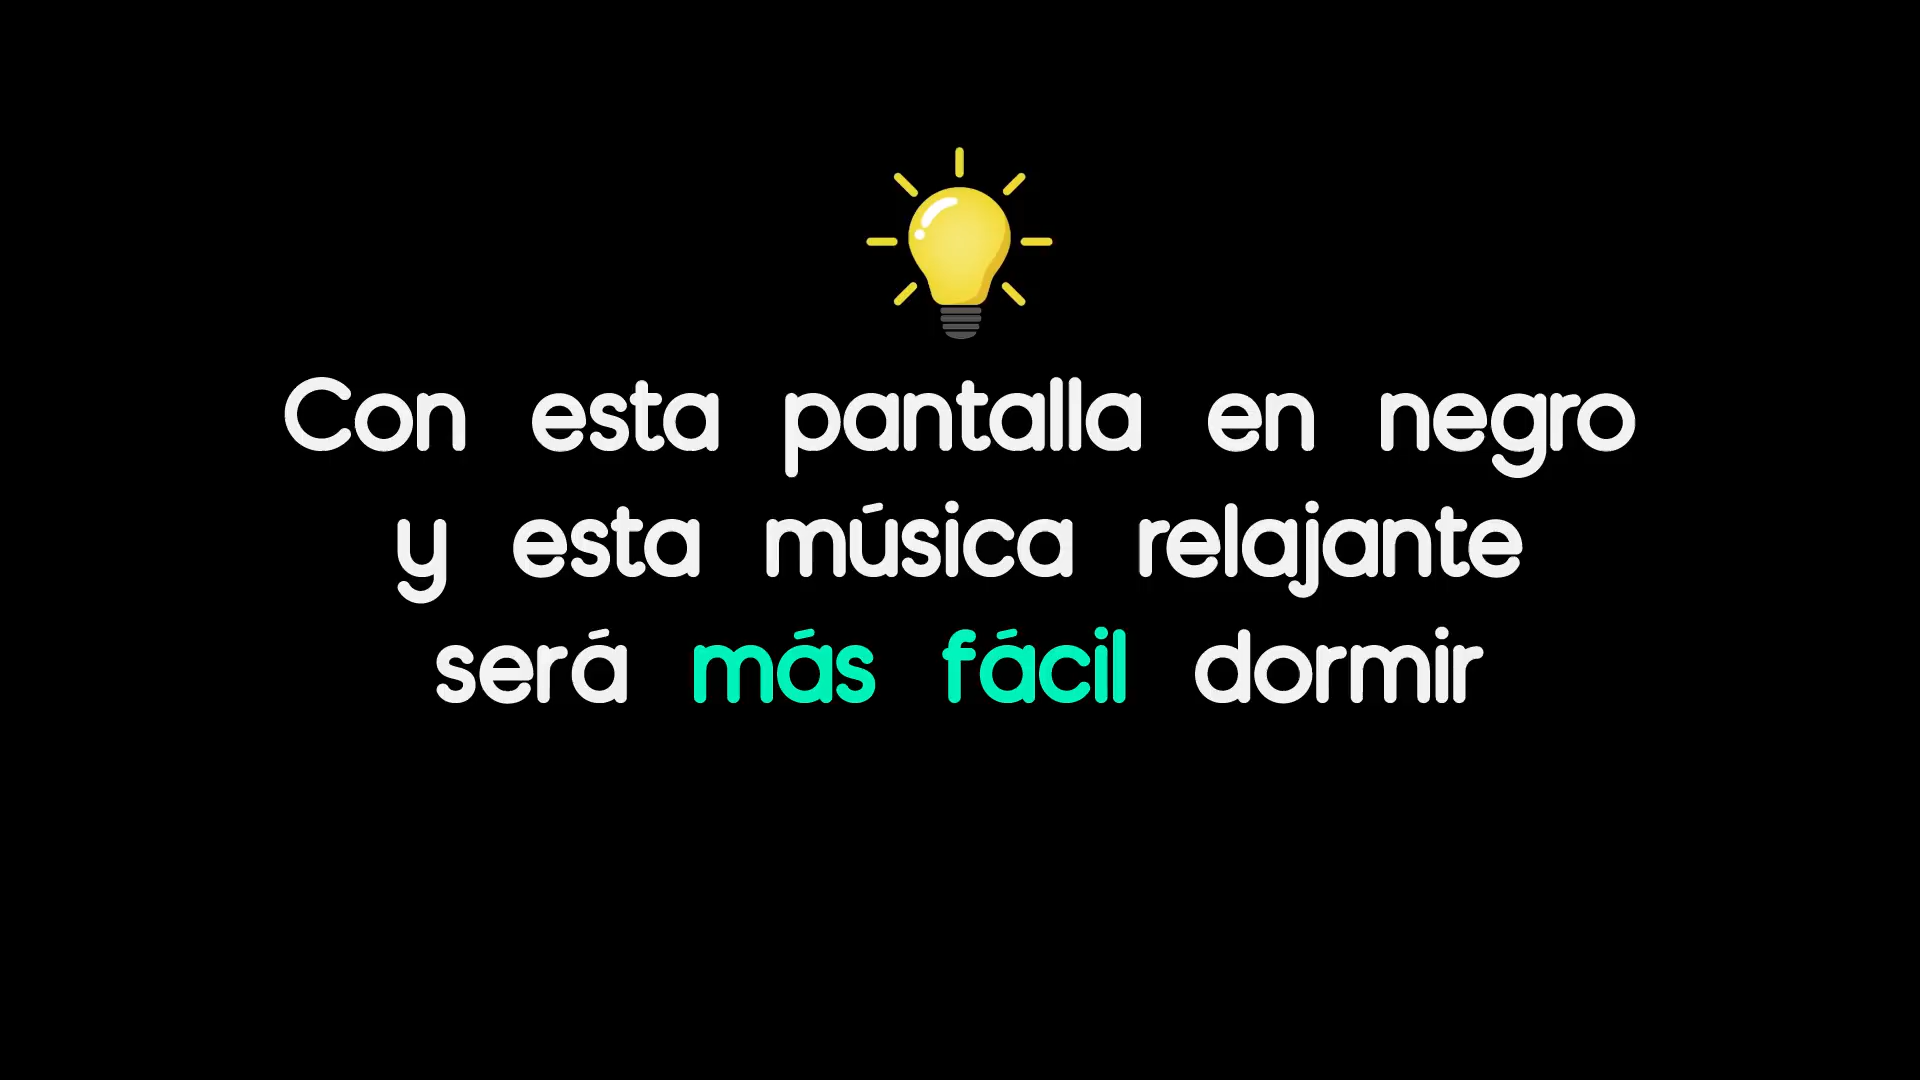 Con esta pantalla en negro
y esta música relajante
será más fácil dormir